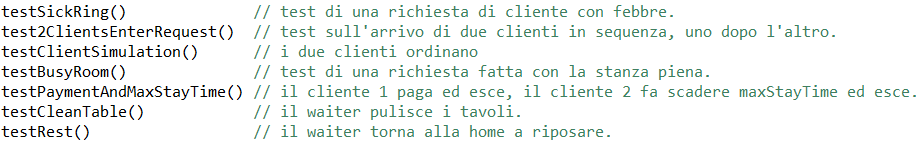 testSickRing() // test di una richiesta di cliente con febbre.
test2ClientsEnterRequest() // test sull'arrivo di due clienti in sequenza, uno dopo l'altro.
testClientSimulation() // i due clienti ordinano
testBusyRoom() // test di una richiesta fatta con la stanza piena.
testPaymentAndMaxStayTime() // il cliente 1 paga ed esce, il cliente 2 fa scadere maxStayTime ed esce.
testCleanTable() // il waiter pulisce i tavoli.
testRest() // il waiter torna alla home a riposare.